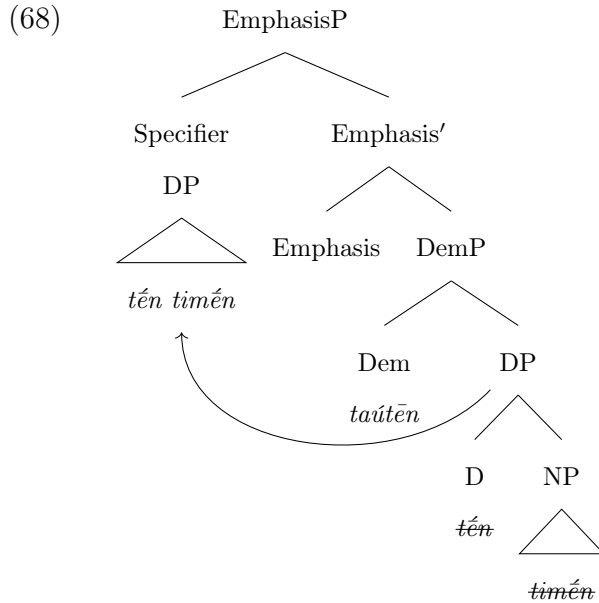 (68)
EmphasisP
Specifier Emphasis′
DP
Emphasis DemP
tḗn timḗn
Dem DP
taútēn
D NP
tḗn
timḗn